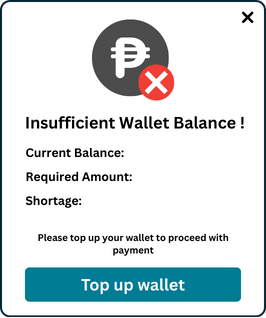 Insufficient Wallet Balance !
Current Balance:
Required Amount:
Shortage:
Please top up your wallet to proceed with
payment
Top up wallet